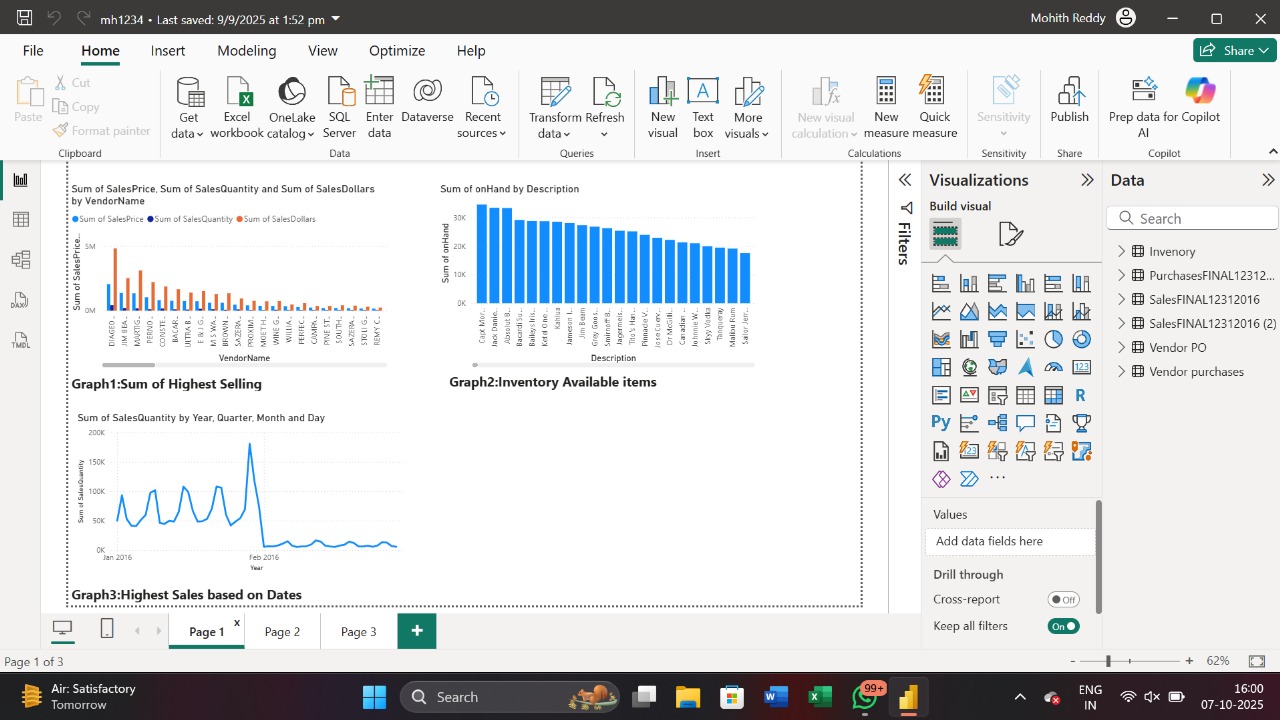 mh1234 • Last saved: 9/9/2025 at 1:52 pm
Mohith Reddy
File Home Insert Modeling View Optimize Help
Share
Paste
Cut
Copy
Format painter
Clipboard
Get data
Excel workbook
OneLake catalog
SQL Server
Enter data
Dataverse
Recent sources
Data
Transform data
Refresh
Queries
New visual
Text box
More visuals
Insert
New visual calculation
New measure
Quick measure
Calculations
Sensitivity
Sensitivity
Publish
Share
Prep data for AI
Copilot
Copilot
Sum of SalesPrice, Sum of SalesQuantity and Sum of SalesDollars
by VendorName
Sum of SalesPrice Sum of SalesQuantity Sum of SalesDollars
Sum of SalesPrice...
5M
0M
DIAGEO ...
JIM BEA...
MARTIG...
PERNO...
CONSTE...
BACAR...
ULTRA B...
E & J G...
M S WA...
BROWN...
SAZERA...
PROXIM...
MOET H...
WINE G...
WILLIA...
PERFEC...
CAMPA...
PINE ST...
SOUTH...
SAZERA...
STOLI G...
REMY C...
VendorName
Graph1:Sum of Highest Selling
Sum of onHand by Description
Sum of onHand
30K
20K
10K
0K
Capt Mor...
Jack Danie...
Absolut 8...
Bacardi Su...
Baileys Iris...
Ketel One...
Kahlua
Jameson I...
Jim Beam
Grey Goos...
Smirnoff 8...
Jagermeis...
Tito's Han...
Pinnacle V...
Jose Cuerv...
Dr McGilli...
Canadian ...
Johnnie W...
Skyy Vodka
Tanqueray
Malibu Rum
Sailor Jerr...
Description
Graph2:Inventory Available items
Sum of SalesQuantity by Year, Quarter, Month and Day
Sum of SalesQuantity
200K
150K
100K
50K
0K
Jan 2016
Feb 2016
Year
Graph3:Highest Sales based on Dates
Filters
Visualizations
Build visual
123
R
Py
Values
Add data fields here
Drill through
Cross-report
Off
Keep all filters
On
Data
Search
Invenory
PurchasesFINAL12312...
SalesFINAL12312016
SalesFINAL12312016 (2)
Vendor PO
Vendor purchases
Page 1
Page 2
Page 3
Page 1 of 3
62%
Air: Satisfactory
Tomorrow
Search
99+
ENG
IN
16:00
07-10-2025